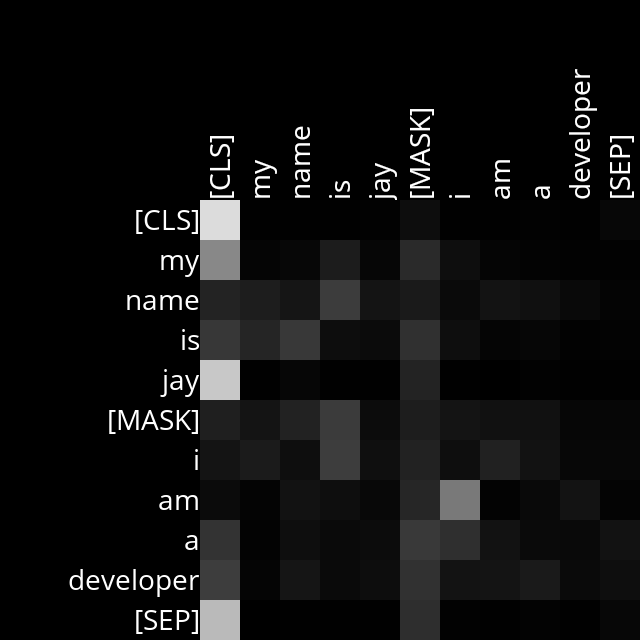 [CLS] my name is jay [MASK] i am a developer [SEP]
[CLS]
my
name
is
jay
[MASK]
i
am
a
developer
[SEP]